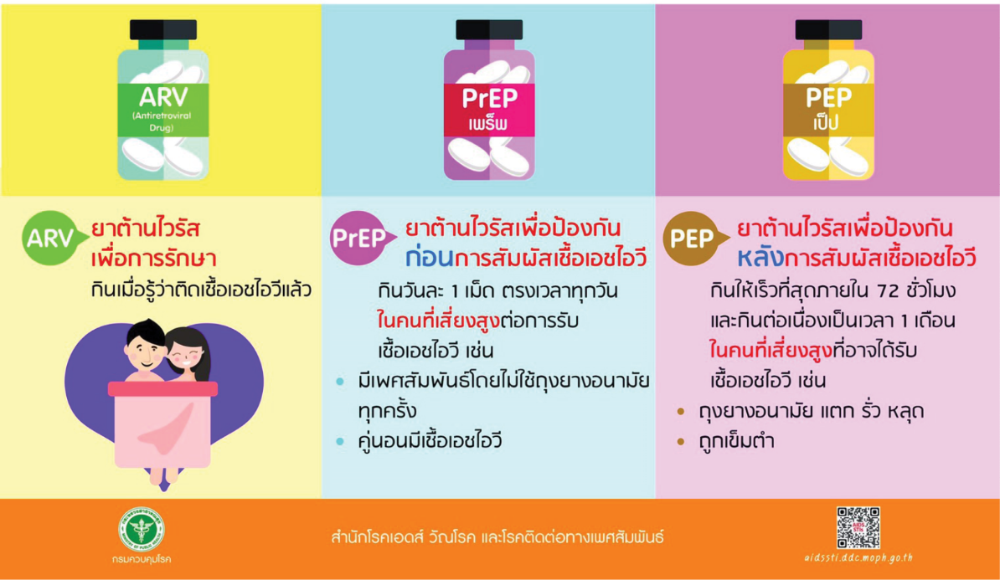 ARV
(Antiretroviral
Drug)
ARV
ยาต้านไวรัส
เพื่อการรักษา
กินเมื่อรู้ว่าติดเชื้อเอชไอวีแล้ว
PrEP
เพร็พ
PrEP
ยาต้านไวรัสเพื่อป้องกัน
ก่อนการสัมผัสเชื้อเอชไอวี
กินวันละ 1 เม็ด ตรงเวลาทุกวัน
ในคนที่เสี่ยงสูงต่อการรับ
เชื้อเอชไอวี เช่น
• มีเพศสัมพันธ์โดยไม่ใช้ถุงยางอนามัย
ทุกครั้ง
• คู่นอนมีเชื้อเอชไอวี
PEP
เป็ป
PEP
ยาต้านไวรัสเพื่อป้องกัน
หลังการสัมผัสเชื้อเอชไอวี
กินให้เร็วที่สุดภายใน 72 ชั่วโมง
และกินต่อเนื่องเป็นเวลา 1 เดือน
ในคนที่เสี่ยงสูงที่อาจได้รับ
เชื้อเอชไอวี เช่น
• ถุงยางอนามัย แตก รั่ว หลุด
• ถูกเข็มตำ
กรมควบคุมโรค
สำนักโรคเอดส์ วัณโรค และโรคติดต่อทางเพศสัมพันธ์
AIDS
STIs
aidssti.ddc.moph.go.th